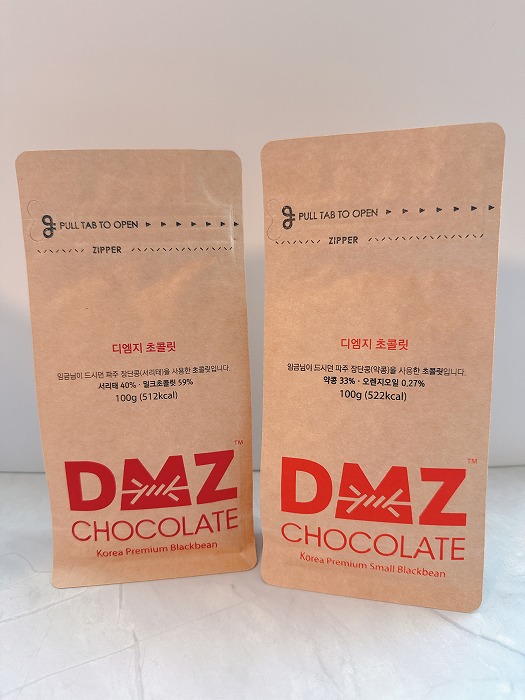 PULL TAB TO OPEN
ZIPPER
디엠지 초콜릿
임금님이 드시던 파주 장단콩(서리태)을 사용한 초콜릿입니다.
서리태 40% · 밀크초콜릿 59%
100g (512kcal)
DMZ™
CHOCOLATE
Korea Premium Blackbean
PULL TAB TO OPEN
ZIPPER
디엠지 초콜릿
임금님이 드시던 파주 장단콩(약콩)을 사용한 초콜릿입니다.
약콩 33% · 오렌지오일 0.27%
100g (522kcal)
DMZ™
CHOCOLATE
Korea Premium Small Blackbean